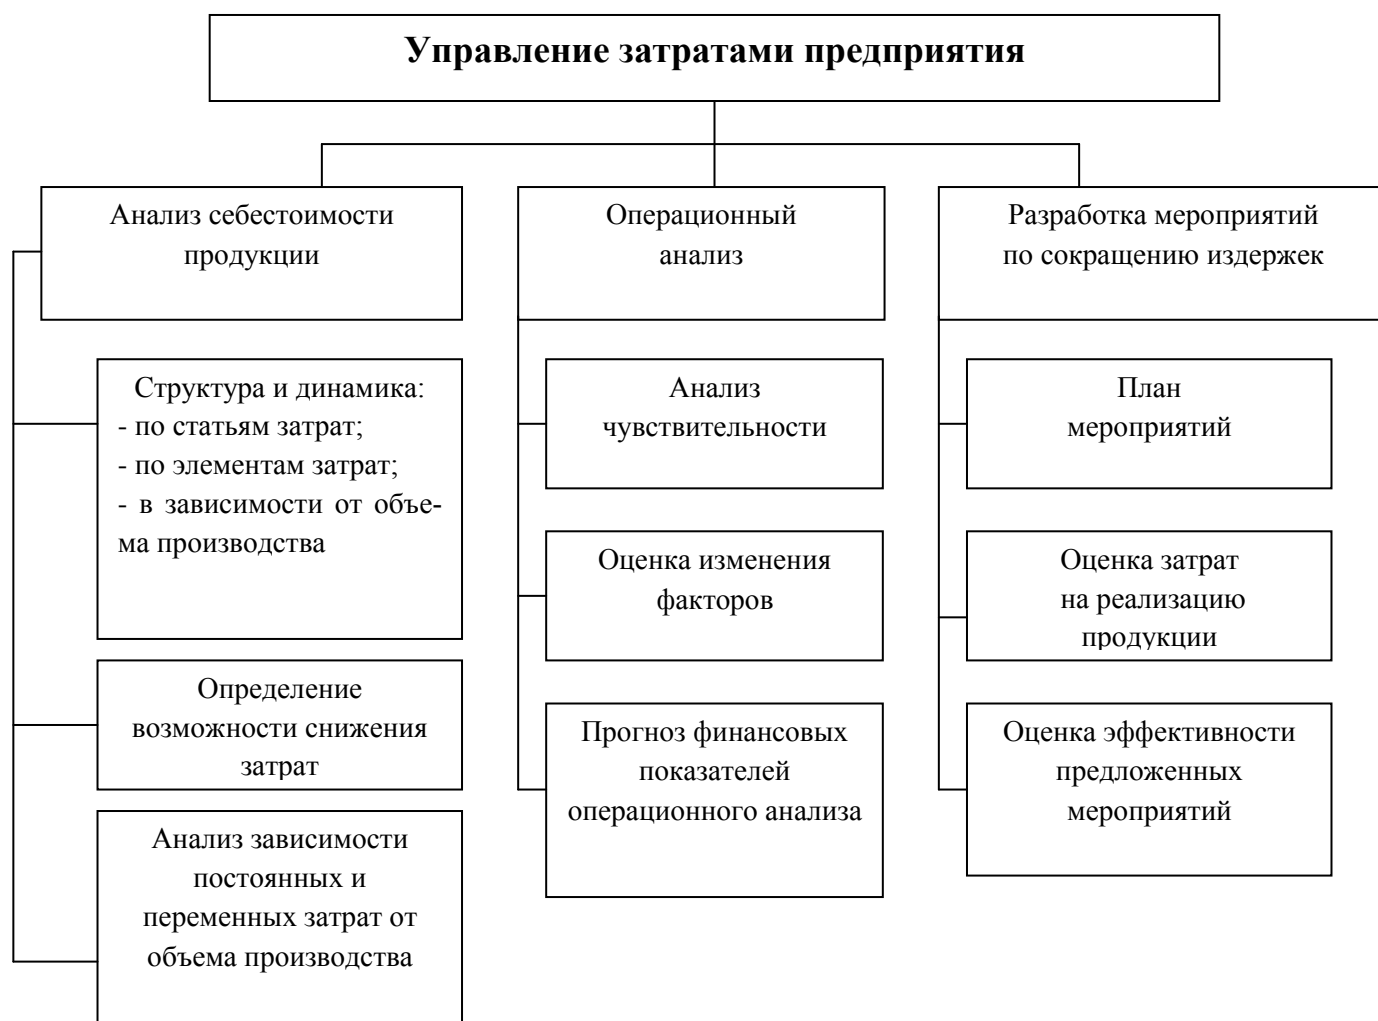 Управление затратами предприятия
Анализ себестоимости
продукции
Операционный
анализ
Разработка мероприятий
по сокращению издержек
Структура и динамика:
- по статьям затрат;
- по элементам затрат;
- в зависимости от объе-
ма производства
Определение
возможности снижения
затрат
Анализ зависимости
постоянных и
переменных затрат от
объема производства
Анализ
чувствительности
Оценка изменения
факторов
Прогноз финансовых
показателей
операционного анализа
План
мероприятий
Оценка затрат
на реализацию
продукции
Оценка эффективности
предложенных
мероприятий